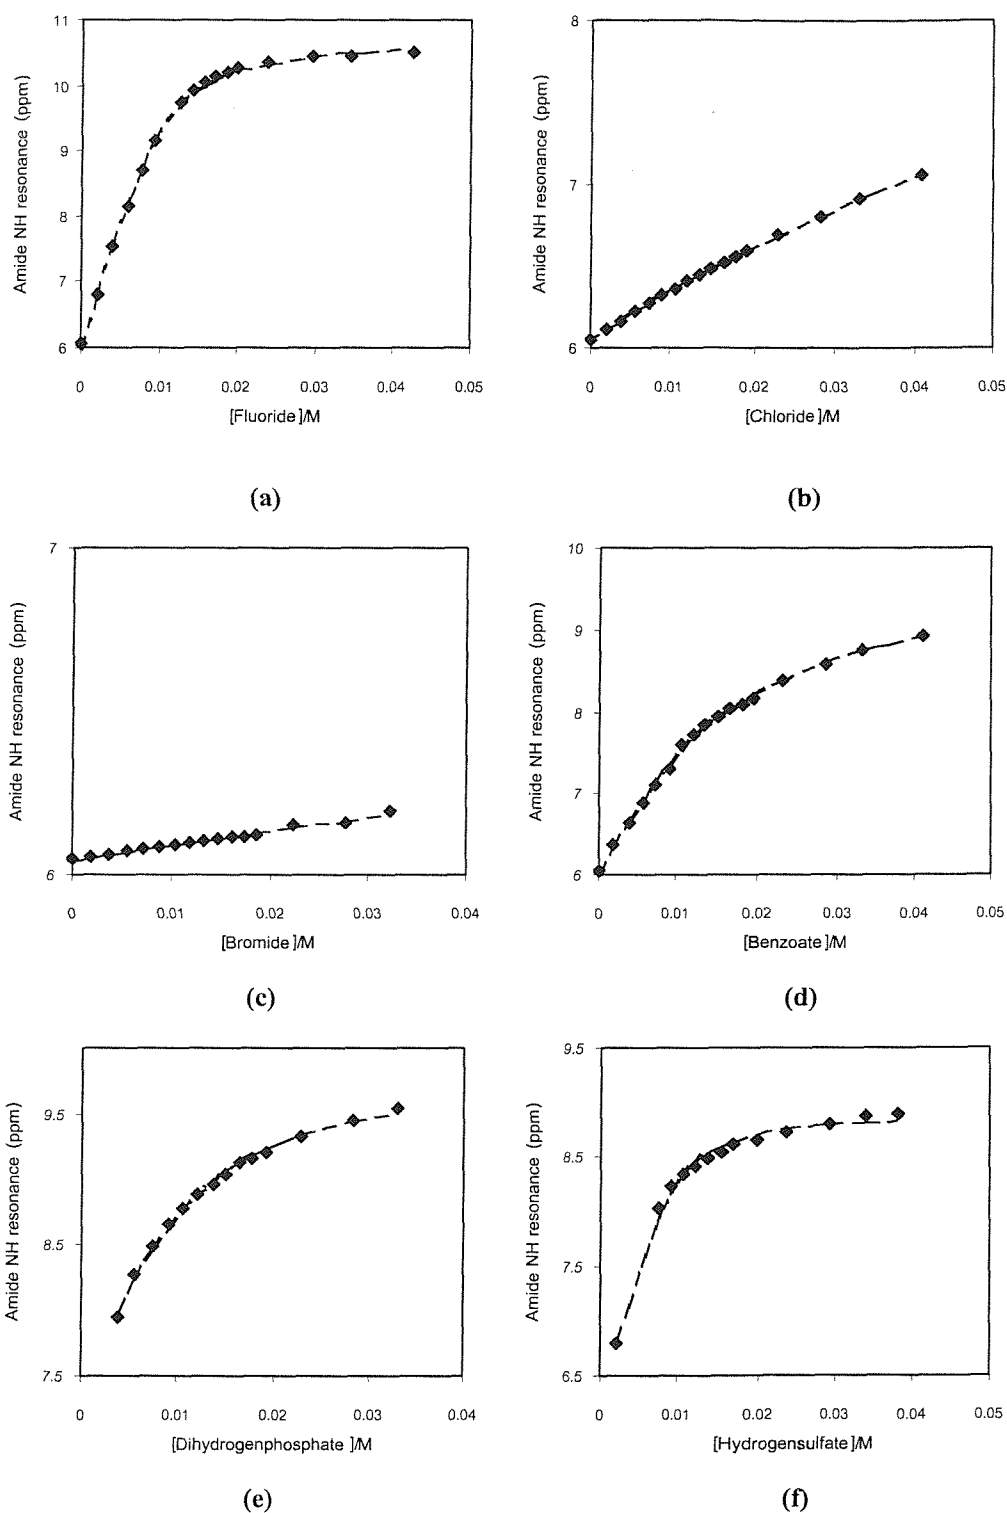 11
10
9
8
7
6
Amide NH resonance (ppm)
0 0.01 0.02 0.03 0.04 0.05
[Fluoride]/M
(a)
8
7
6
Amide NH resonance (ppm)
0 0.01 0.02 0.03 0.04 0.05
[Chloride]/M
(b)
7
6
Amide NH resonance (ppm)
0 0.01 0.02 0.03 0.04
[Bromide]/M
(c)
10
9
8
7
6
Amide NH resonance (ppm)
0 0.01 0.02 0.03 0.04 0.05
[Benzoate]/M
(d)
9.5
8.5
7.5
Amide NH resonance (ppm)
0 0.01 0.02 0.03 0.04
[Dihydrogenphosphate]/M
(e)
9.5
8.5
7.5
6.5
Amide NH resonance (ppm)
0 0.01 0.02 0.03 0.04 0.05
[Hydrogensulfate]/M
(f)